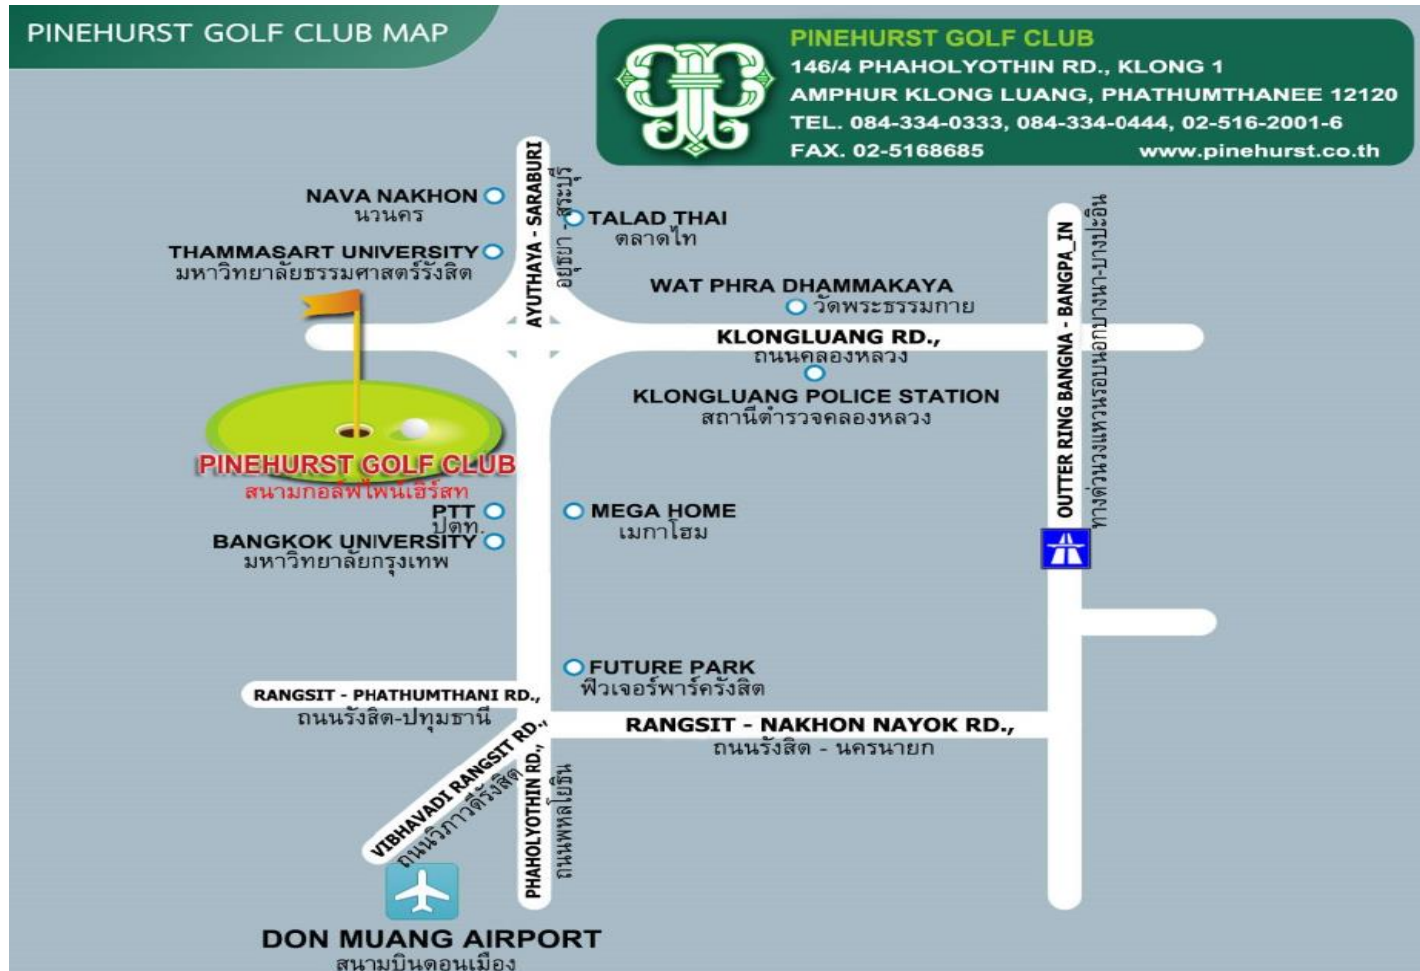 PINEHURST GOLF CLUB MAP
PINEHURST GOLF CLUB
146/4 PHAHOLYOTHIN RD., KLONG 1
AMPHUR KLONG LUANG, PHATHUMTHANEE 12120
TEL. 084-334-0333, 084-334-0444, 02-516-2001-6
FAX. 02-5168685 www.pinehurst.co.th
AYUTHAYA - SARABURI
อยุธยา - สระบุรี
NAVA NAKHON
นวนคร
TALAD THAI
ตลาดไท
THAMMASART UNIVERSITY
มหาวิทยาลัยธรรมศาสตร์รังสิต
WAT PHRA DHAMMAKAYA
วัดพระธรรมกาย
KLONGLUANG RD.,
ถนนคลองหลวง
KLONGLUANG POLICE STATION
สถานีตำรวจคลองหลวง
OUTTER RING BANGNA - BANGPA_IN
ทางด่วนวงแหวนรอบนอกบางนา-บางปะอิน
PINEHURST GOLF CLUB
สนามกอล์ฟไพน์เฮิร์สท
PTT
ปตท.
MEGA HOME
เมกาโฮม
BANGKOK UNIVERSITY
มหาวิทยาลัยกรุงเทพ
FUTURE PARK
ฟิวเจอร์พาร์ครังสิต
RANGSIT - PHATHUMTHANI RD.,
ถนนรังสิต-ปทุมธานี
RANGSIT - NAKHON NAYOK RD.,
ถนนรังสิต - นครนายก
VIBHAVADI RANGSIT RD.,
ถนนวิภาวดีรังสิต
PHAHOLYOTHIN RD.,
ถนนพหลโยธิน
DON MUANG AIRPORT
สนามบินดอนเมือง